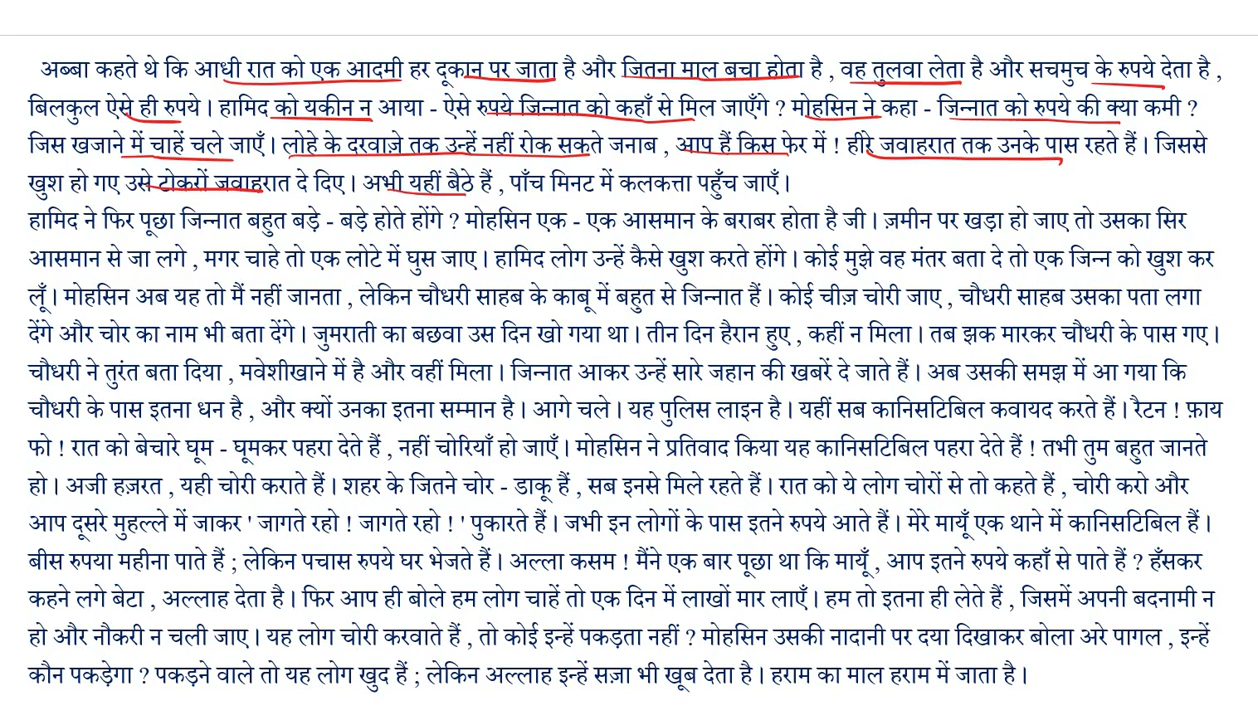 अब्बा कहते थे कि आधी रात को एक आदमी हर दूकान पर जाता है और जितना माल बचा होता है , वह तुलवा लेता है और सचमुच के रुपये देता है ,
बिलकुल ऐसे ही रुपये । हामिद को यकीन न आया - ऐसे रुपये जिन्नात को कहाँ से मिल जाएँगे ? मोहसिन ने कहा - जिन्नात को रुपये की क्या कमी ?
जिस खजाने में चाहें चले जाएँ । लोहे के दरवाज़े तक उन्हें नहीं रोक सकते जनाब , आप हैं किस फेर में ! हीरे जवाहरात तक उनके पास रहते हैं । जिससे
खुश हो गए उसे टोकरों जवाहरात दे दिए । अभी यहीं बैठे हैं , पाँच मिनट में कलकत्ता पहुँच जाएँ ।
हामिद ने फिर पूछा जिन्नात बहुत बड़े - बड़े होते होंगे ? मोहसिन एक - एक आसमान के बराबर होता है जी । ज़मीन पर खड़ा हो जाए तो उसका सिर
आसमान से जा लगे , मगर चाहे तो एक लोटे में घुस जाए । हामिद लोग उन्हें कैसे खुश करते होंगे । कोई मुझे वह मंतर बता दे तो एक जिन्न को खुश कर
लूँ । मोहसिन अब यह तो मैं नहीं जानता , लेकिन चौधरी साहब के काबू में बहुत से जिन्नात हैं । कोई चीज़ चोरी जाए , चौधरी साहब उसका पता लगा
देंगे और चोर का नाम भी बता देंगे । जुमराती का बछवा उस दिन खो गया था । तीन दिन हैरान हुए , कहीं न मिला । तब झक मारकर चौधरी के पास गए ।
चौधरी ने तुरंत बता दिया , मवेशीखाने में है और वहीं मिला । जिन्नात आकर उन्हें सारे जहान की खबरें दे जाते हैं । अब उसकी समझ में आ गया कि
चौधरी के पास इतना धन है , और क्यों उनका इतना सम्मान है । आगे चले । यह पुलिस लाइन है । यहीं सब कानिसटिबिल कवायद करते हैं । रैटन ! फ़ाय
फो ! रात को बेचारे घूम - घूमकर पहरा देते हैं , नहीं चोरियाँ हो जाएँ । मोहसिन ने प्रतिवाद किया यह कानिसटिबिल पहरा देते हैं ! तभी तुम बहुत जानते
हो । अजी हज़रत , यही चोरी कराते हैं । शहर के जितने चोर - डाकू हैं , सब इनसे मिले रहते हैं । रात को ये लोग चोरों से तो कहते हैं , चोरी करो और
आप दूसरे मुहल्ले में जाकर ' जागते रहो ! जागते रहो ! ' पुकारते हैं । जभी इन लोगों के पास इतने रुपये आते हैं । मेरे मायूँ एक थाने में कानिसटिबिल हैं ।
बीस रुपया महीना पाते हैं ; लेकिन पचास रुपये घर भेजते हैं । अल्ला कसम ! मैंने एक बार पूछा था कि मायूँ , आप इतने रुपये कहाँ से पाते हैं ? हँसकर
कहने लगे बेटा , अल्लाह देता है । फिर आप ही बोले हम लोग चाहें तो एक दिन में लाखों मार लाएँ । हम तो इतना ही लेते हैं , जिसमें अपनी बदनामी न
हो और नौकरी न चली जाए । यह लोग चोरी करवाते हैं , तो कोई इन्हें पकड़ता नहीं ? मोहसिन उसकी नादानी पर दया दिखाकर बोला अरे पागल , इन्हें
कौन पकड़ेगा ? पकड़ने वाले तो यह लोग खुद हैं ; लेकिन अल्लाह इन्हें सज़ा भी खूब देता है । हराम का माल हराम में जाता है ।